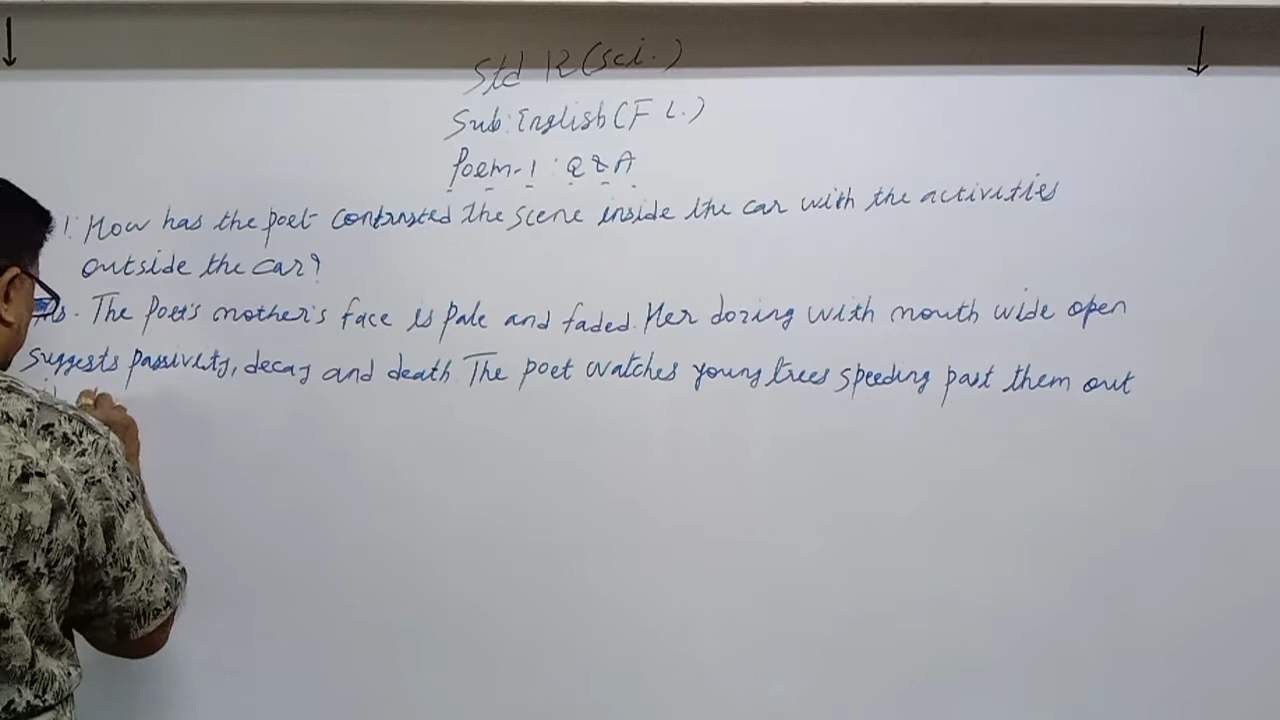 Std 12 (Sci.)
Sub: English (F L.)
Poem-1: Q & A
1. How has the poet contrasted the scene inside the car with the activities
outside the car?
The Poet's mother's face is pale and faded. Her dozing with mouth wide open
suggests passivity, decay and death. The poet watches young trees speeding past them out